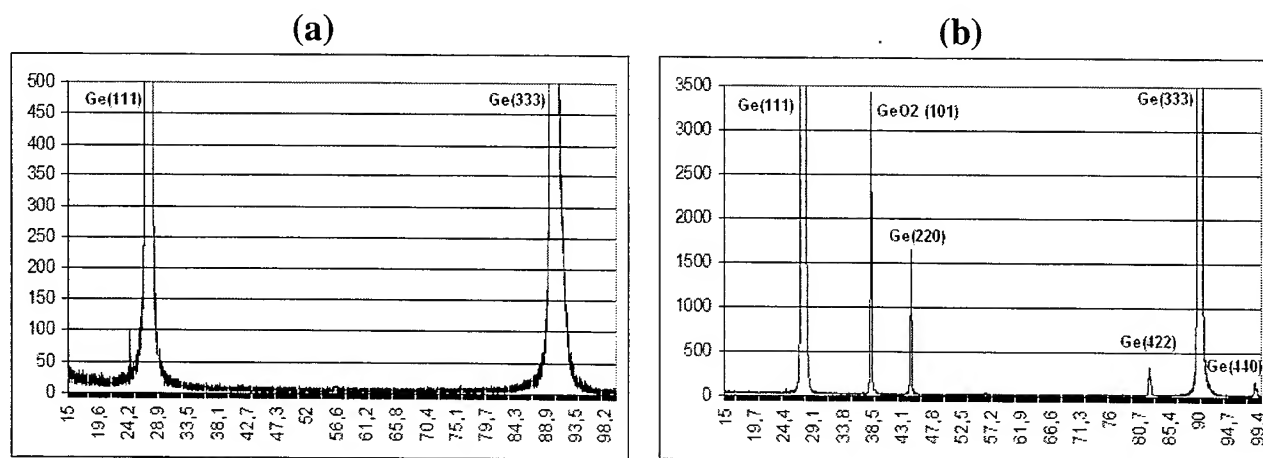 (a)
(b)
500
450
400
350
300
250
200
150
100
50
0
Ge(111)
Ge(333)
15 19,6 24,2 28,9 33,5 38,1 42,7 47,3 52 56,6 61,2 65,8 70,4 75,1 79,7 84,3 88,9 93,5 98,2
3500
3000
2500
2000
1500
1000
500
0
Ge(111)
GeO2 (101)
Ge(333)
Ge(220)
Ge(422)
Ge(440)
15 19,7 24,4 29,1 33,8 38,5 43,1 47,8 52,5 57,2 61,9 66,6 71,3 76 80,7 85,4 90 94,7 99,4